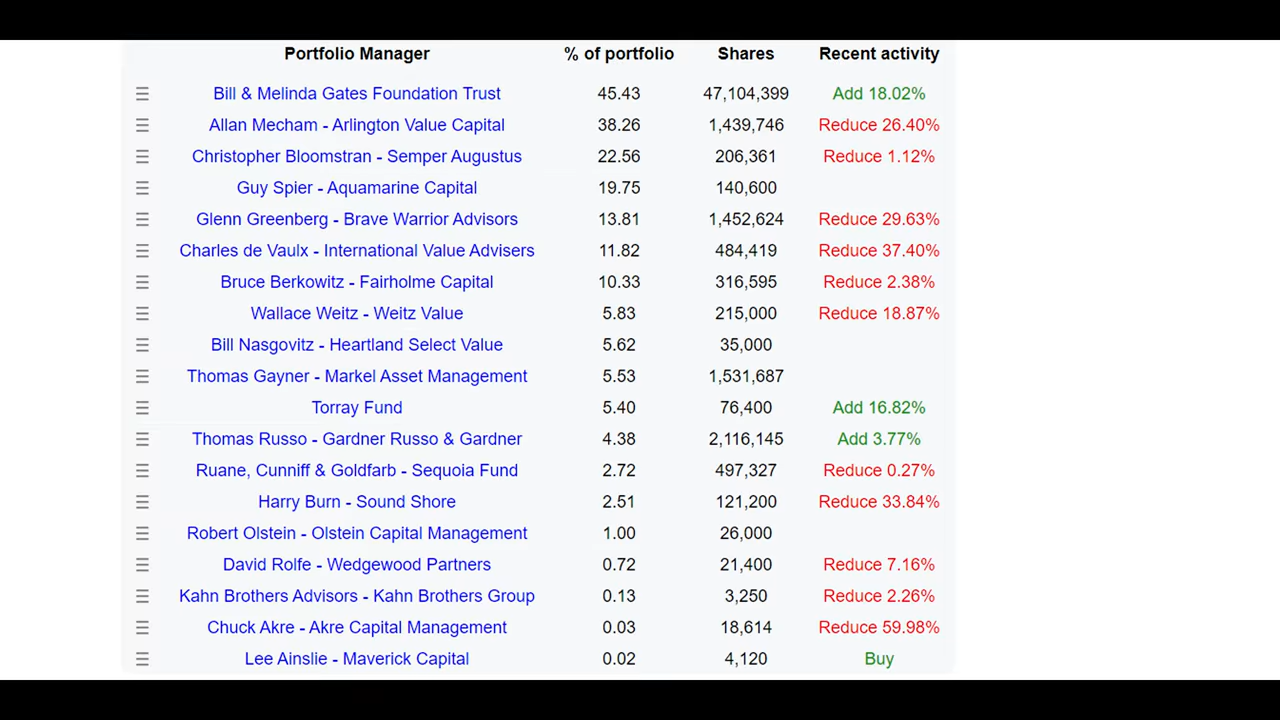 Portfolio Manager % of portfolio Shares Recent activity
Bill & Melinda Gates Foundation Trust 45.43 47,104,399 Add 18.02%
Allan Mecham - Arlington Value Capital 38.26 1,439,746 Reduce 26.40%
Christopher Bloomstran - Semper Augustus 22.56 206,361 Reduce 1.12%
Guy Spier - Aquamarine Capital 19.75 140,600
Glenn Greenberg - Brave Warrior Advisors 13.81 1,452,624 Reduce 29.63%
Charles de Vaulx - International Value Advisers 11.82 484,419 Reduce 37.40%
Bruce Berkowitz - Fairholme Capital 10.33 316,595 Reduce 2.38%
Wallace Weitz - Weitz Value 5.83 215,000 Reduce 18.87%
Bill Nasgovitz - Heartland Select Value 5.62 35,000
Thomas Gayner - Markel Asset Management 5.53 1,531,687
Torray Fund 5.40 76,400 Add 16.82%
Thomas Russo - Gardner Russo & Gardner 4.38 2,116,145 Add 3.77%
Ruane, Cunniff & Goldfarb - Sequoia Fund 2.72 497,327 Reduce 0.27%
Harry Burn - Sound Shore 2.51 121,200 Reduce 33.84%
Robert Olstein - Olstein Capital Management 1.00 26,000
David Rolfe - Wedgewood Partners 0.72 21,400 Reduce 7.16%
Kahn Brothers Advisors - Kahn Brothers Group 0.13 3,250 Reduce 2.26%
Chuck Akre - Akre Capital Management 0.03 18,614 Reduce 59.98%
Lee Ainslie - Maverick Capital 0.02 4,120 Buy